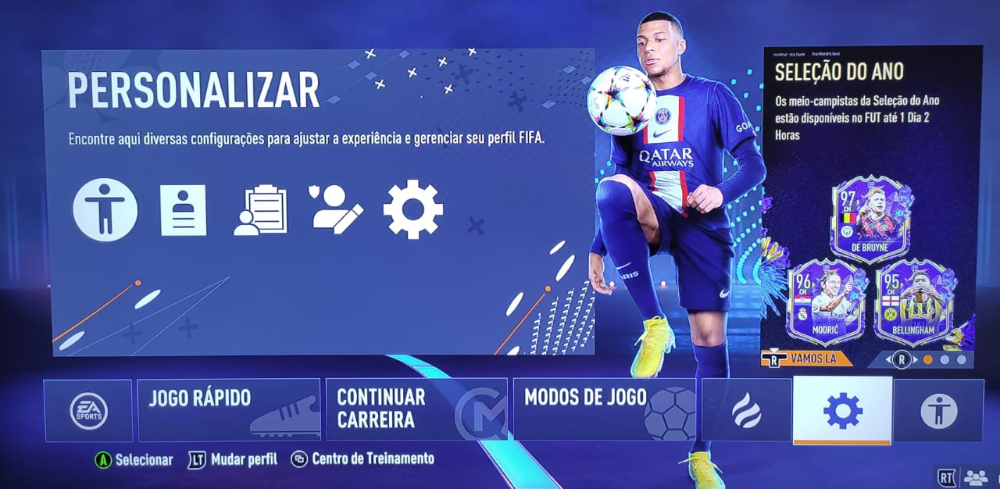 PERSONALIZAR
Encontre aqui diversas configurações para ajustar a experiência e gerenciar seu perfil FIFA.
GOA
QATAR
AIRWAYS
PARIS
SELEÇÃO DO ANO
Os meio-campistas da Seleção do Ano
estão disponíveis no FUT até 1 Dia 2
Horas
97
CM
DE BRUYNE
96
CM
MODRIĆ
95
CM
BELLINGHAM
R VAMOS LÁ
R
EA
SPORTS
JOGO RÁPIDO
CONTINUAR
CARREIRA
MODOS DE JOGO
A Selecionar LT Mudar perfil Centro de Treinamento
RT